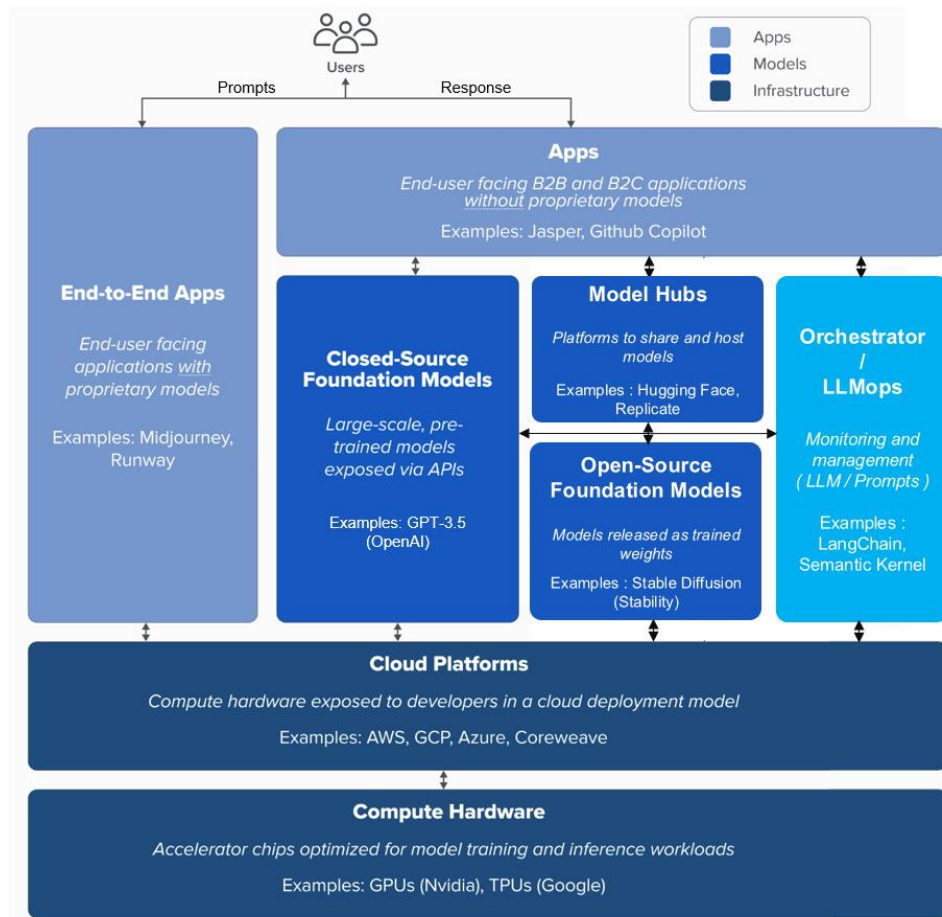 Users
Prompts
Response
Apps
Models
Infrastructure
Apps
End-user facing B2B and B2C applications
without proprietary models
Examples: Jasper, Github Copilot
End-to-End Apps
End-user facing
applications with
proprietary models
Examples: Midjourney,
Runway
Closed-Source
Foundation Models
Large-scale, pre-
trained models
exposed via APIs
Examples: GPT-3.5
(OpenAI)
Model Hubs
Platforms to share and host
models
Examples : Hugging Face,
Replicate
Open-Source
Foundation Models
Models released as trained
weights
Examples : Stable Diffusion
(Stability)
Orchestrator
/
LLMops
Monitoring and
management
( LLM / Prompts )
Examples :
LangChain,
Semantic Kernel
Cloud Platforms
Compute hardware exposed to developers in a cloud deployment model
Examples: AWS, GCP, Azure, Coreweave
Compute Hardware
Accelerator chips optimized for model training and inference workloads
Examples: GPUs (Nvidia), TPUs (Google)